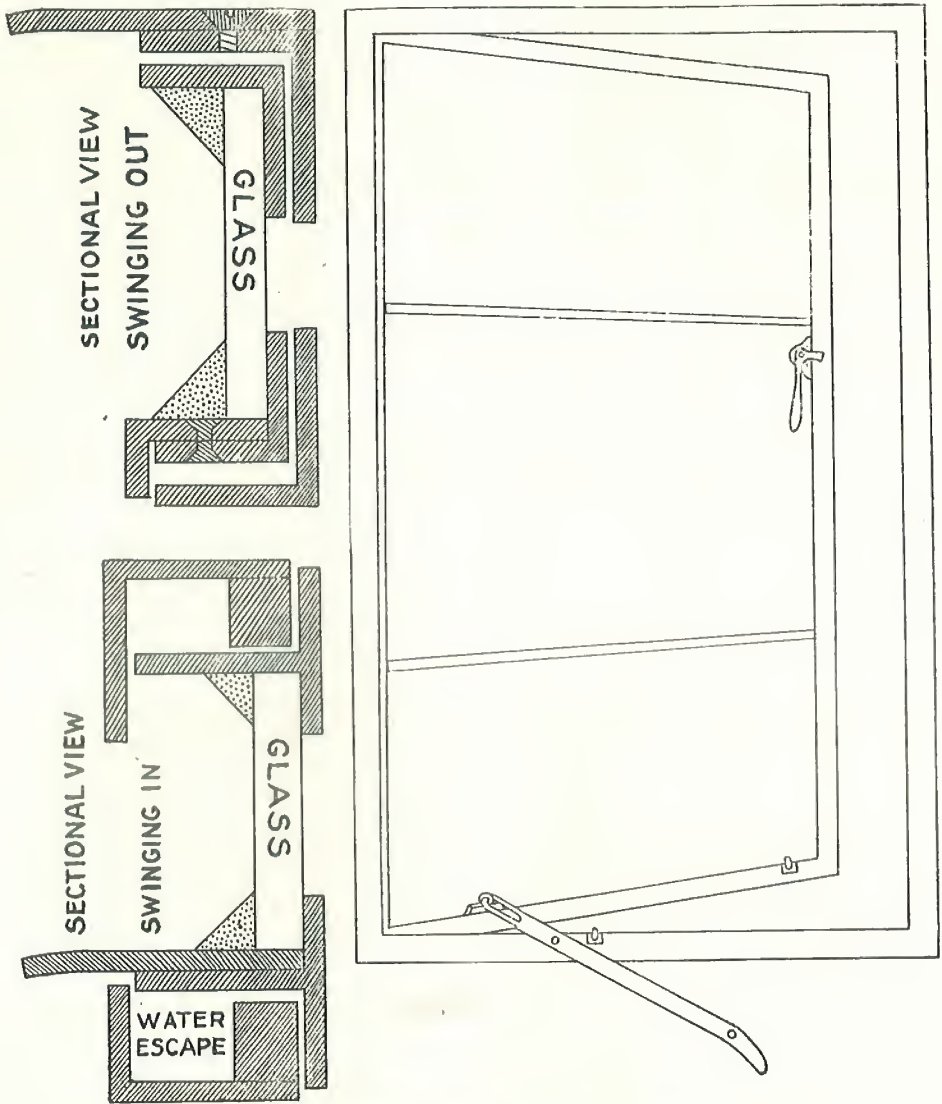 SECTIONAL VIEW
SWINGING OUT
GLASS
SECTIONAL VIEW
SWINGING IN
GLASS
WATER
ESCAPE